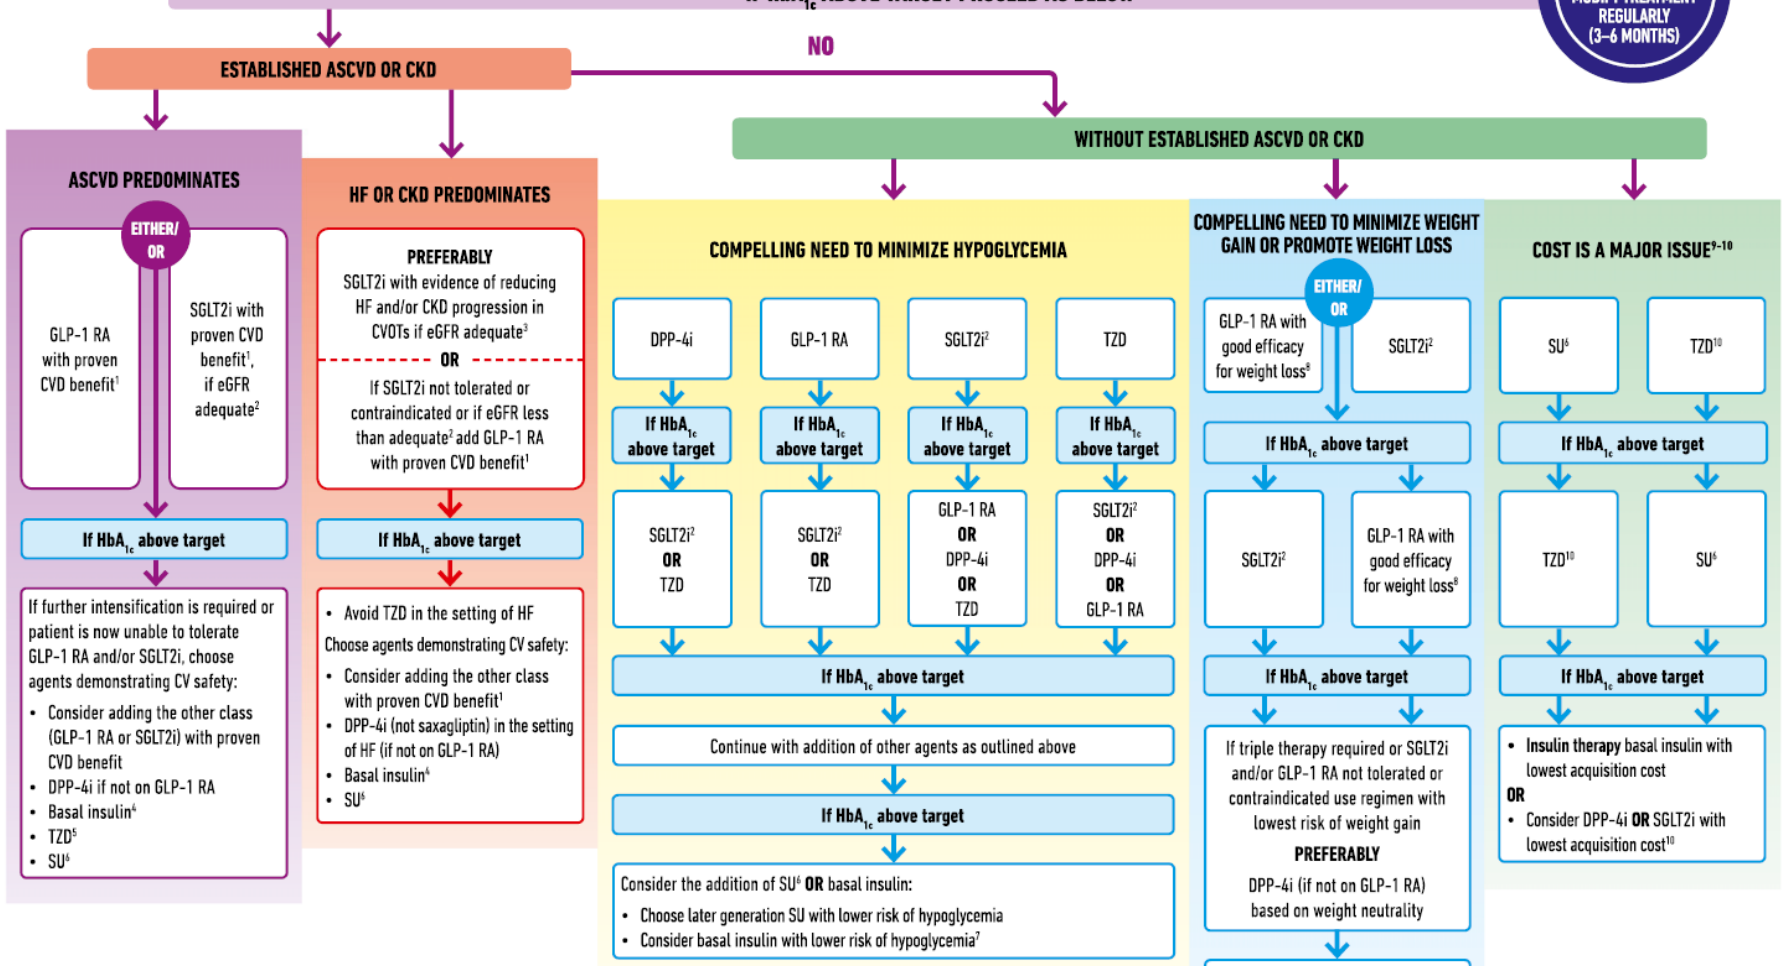 IF HbA1c ABOVE TARGET PROCEED AS BELOW
MODIFY TREATMENT
REGULARLY
(3–6 MONTHS)
NO
ESTABLISHED ASCVD OR CKD
WITHOUT ESTABLISHED ASCVD OR CKD
ASCVD PREDOMINATES
EITHER/
OR
GLP-1 RA
with proven
CVD benefit¹
SGLT2i with
proven CVD
benefit¹,
if eGFR
adequate²
If HbA1c above target
If further intensification is required or
patient is now unable to tolerate
GLP-1 RA and/or SGLT2i, choose
agents demonstrating CV safety:
• Consider adding the other class
(GLP-1 RA or SGLT2i) with proven
CVD benefit
• DPP-4i if not on GLP-1 RA
• Basal insulin⁴
• TZD⁵
• SU⁶
HF OR CKD PREDOMINATES
PREFERABLY
SGLT2i with evidence of reducing
HF and/or CKD progression in
CVOTs if eGFR adequate³
OR
If SGLT2i not tolerated or
contraindicated or if eGFR less
than adequate² add GLP-1 RA
with proven CVD benefit¹
If HbA1c above target
• Avoid TZD in the setting of HF
Choose agents demonstrating CV safety:
• Consider adding the other class
with proven CVD benefit¹
• DPP-4i (not saxagliptin) in the setting
of HF (if not on GLP-1 RA)
• Basal insulin⁴
• SU⁶
COMPELLING NEED TO MINIMIZE HYPOGLYCEMIA
DPP-4i
If HbA1c
above target
SGLT2i²
OR
TZD
GLP-1 RA
If HbA1c
above target
SGLT2i²
OR
TZD
SGLT2i²
If HbA1c
above target
GLP-1 RA
OR
DPP-4i
OR
TZD
TZD
If HbA1c
above target
SGLT2i²
OR
DPP-4i
OR
GLP-1 RA
If HbA1c above target
Continue with addition of other agents as outlined above
If HbA1c above target
Consider the addition of SU⁶ OR basal insulin:
• Choose later generation SU with lower risk of hypoglycemia
• Consider basal insulin with lower risk of hypoglycemia⁷
COMPELLING NEED TO MINIMIZE WEIGHT
GAIN OR PROMOTE WEIGHT LOSS
EITHER/
OR
GLP-1 RA with
good efficacy
for weight loss⁸
SGLT2i²
If HbA1c above target
SGLT2i²
GLP-1 RA with
good efficacy
for weight loss⁸
If HbA1c above target
If triple therapy required or SGLT2i
and/or GLP-1 RA not tolerated or
contraindicated use regimen with
lowest risk of weight gain
PREFERABLY
DPP-4i (if not on GLP-1 RA)
based on weight neutrality
COST IS A MAJOR ISSUE⁹⁻¹⁰
SU⁶
TZD¹⁰
If HbA1c above target
TZD¹⁰
SU⁶
If HbA1c above target
• Insulin therapy basal insulin with
lowest acquisition cost
OR
• Consider DPP-4i OR SGLT2i with
lowest acquisition cost¹⁰